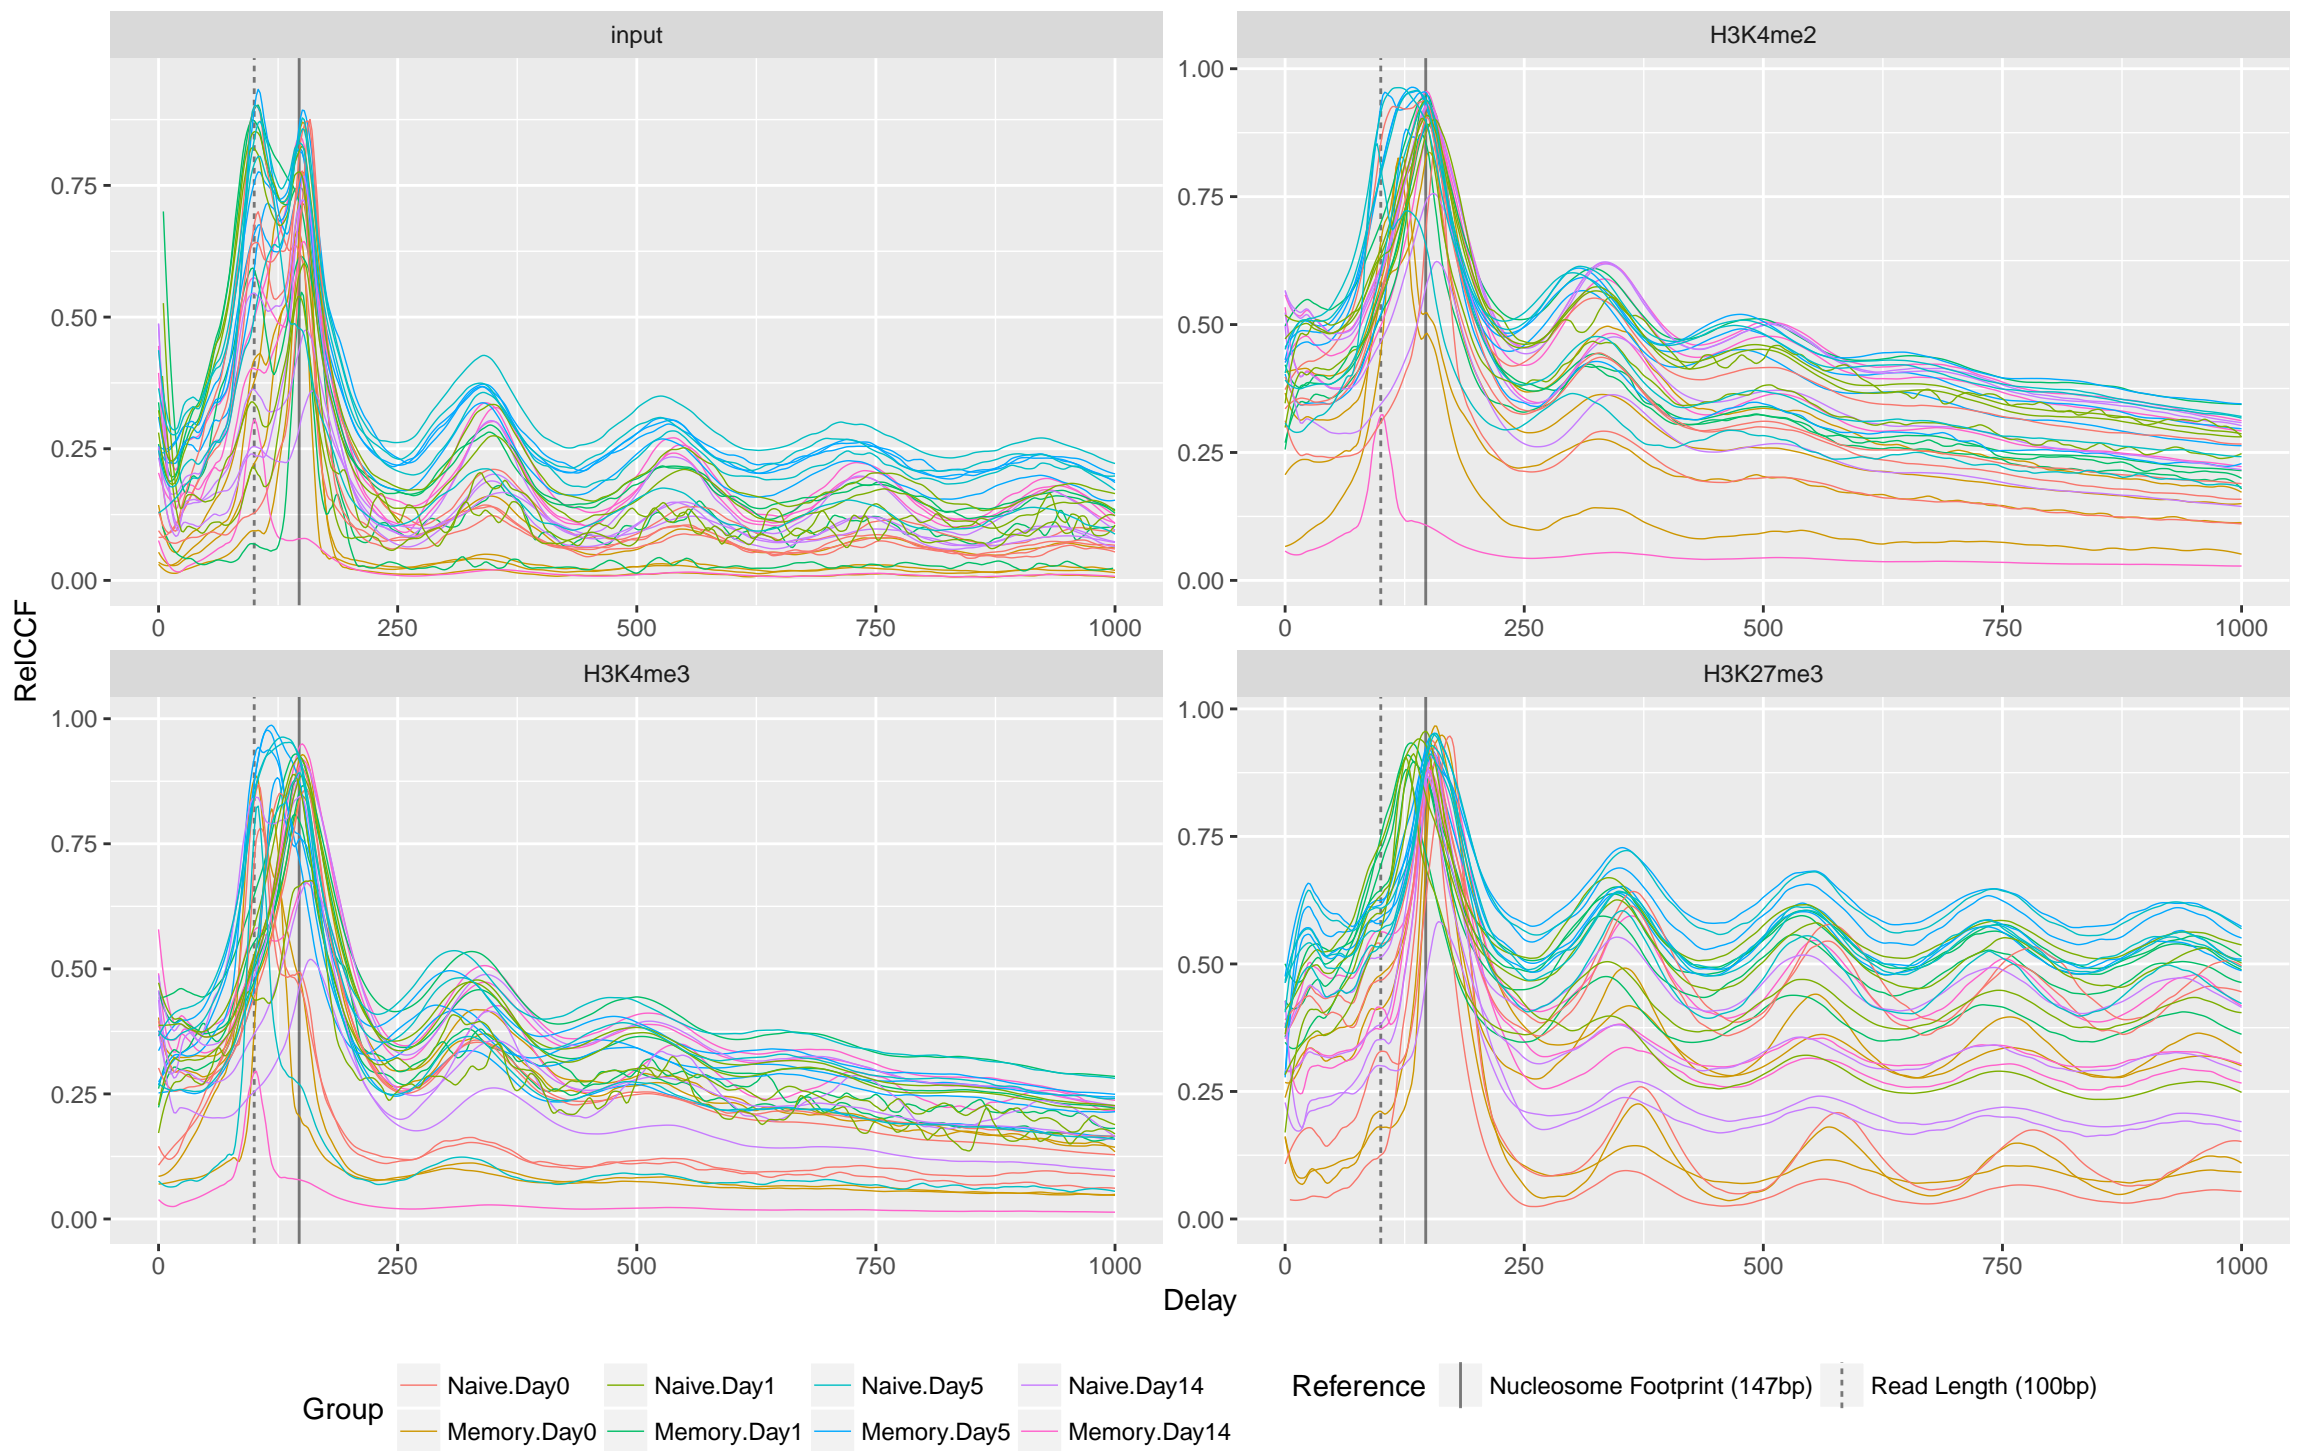 input
H3K4me2
0.75
0.50
0.25
0.00
1.00
0.75
0.50
0.25
0.00
0 250 500 750 1000
0 250 500 750 1000
RelCCF
H3K4me3
H3K27me3
1.00
0.75
0.50
0.25
0.00
1.00
0.75
0.50
0.25
0.00
0 250 500 750 1000
0 250 500 750 1000
Delay
Group
Naive.Day0 Naive.Day1 Naive.Day5 Naive.Day14
Memory.Day0 Memory.Day1 Memory.Day5 Memory.Day14
Reference Nucleosome Footprint (147bp) Read Length (100bp)